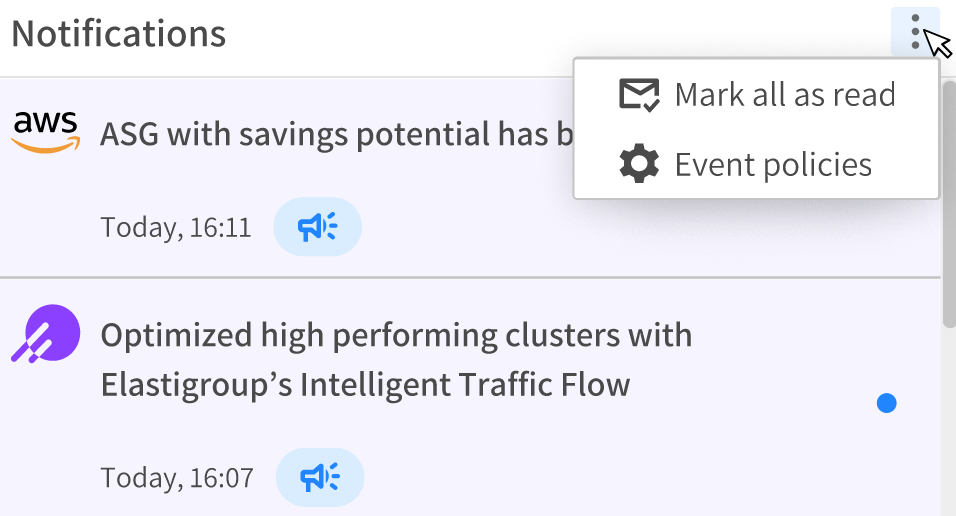 Notifications
Mark all as read
Event policies
aws
ASG with savings potential has b
Today, 16:11
Optimized high performing clusters with
Elastigroup’s Intelligent Traffic Flow
Today, 16:07